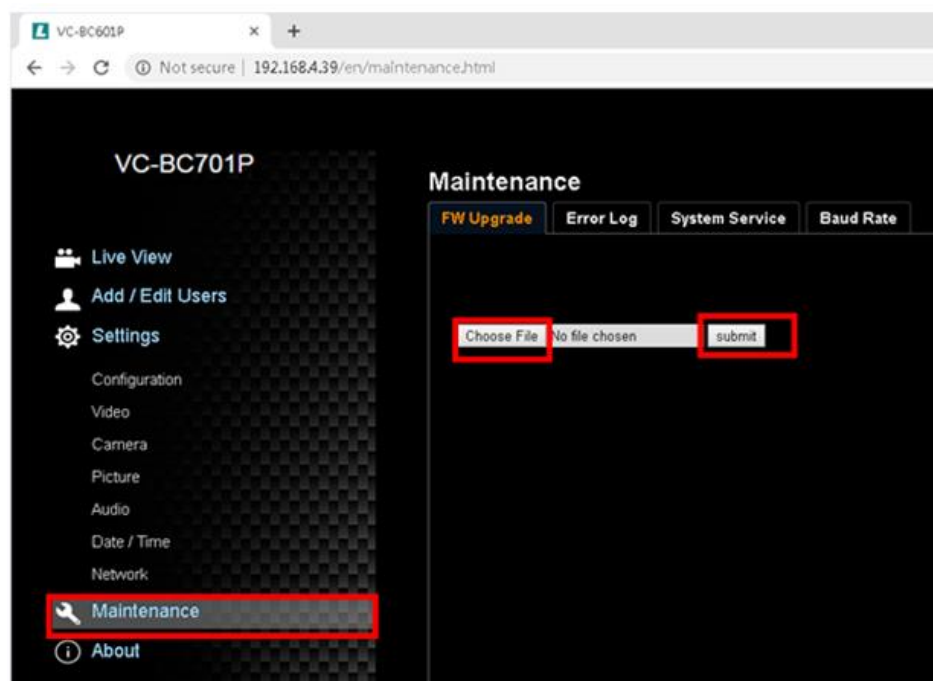 VC-BC601P
Not secure | 192.168.4.39/en/maintenance.html
VC-BC701P
Live View
Add / Edit Users
Settings
Configuration
Video
Camera
Picture
Audio
Date / Time
Network
Maintenance
About
Maintenance
FW Upgrade Error Log System Service Baud Rate
Choose File No file chosen submit